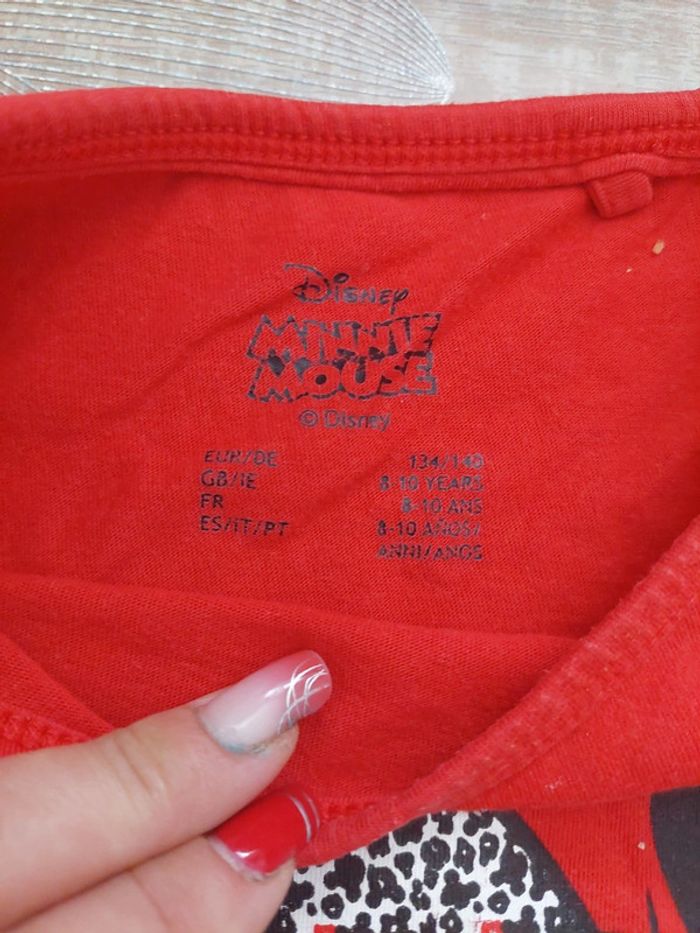 Disney
MINNIE
MOUSE
© Disney
EUR/DE 134/140
GB/IE 8-10 YEARS
FR 8-10 ANS
ES/IT/PT 8-10 AÑOS/
ANNI/ANOS